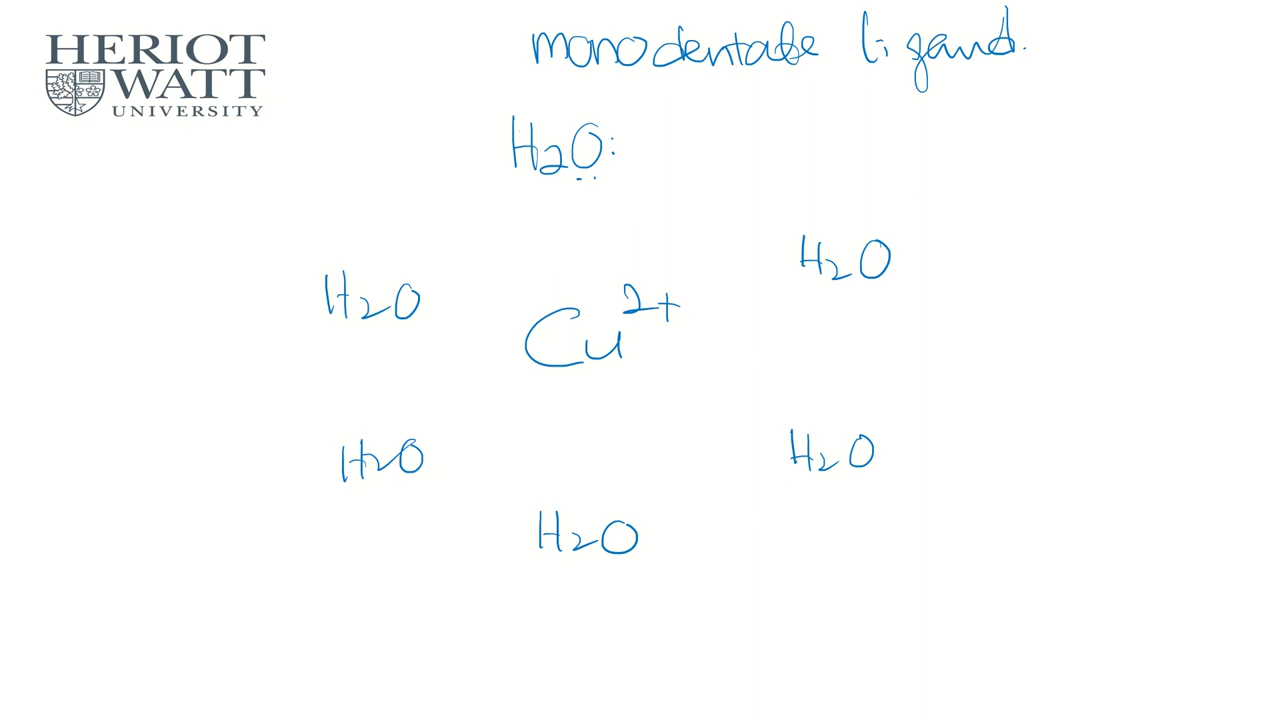 HERIOT
WATT
UNIVERSITY
monodentate ligand.
H2O:
H2O
H2O
Cu2+
H2O
H2O
H2O